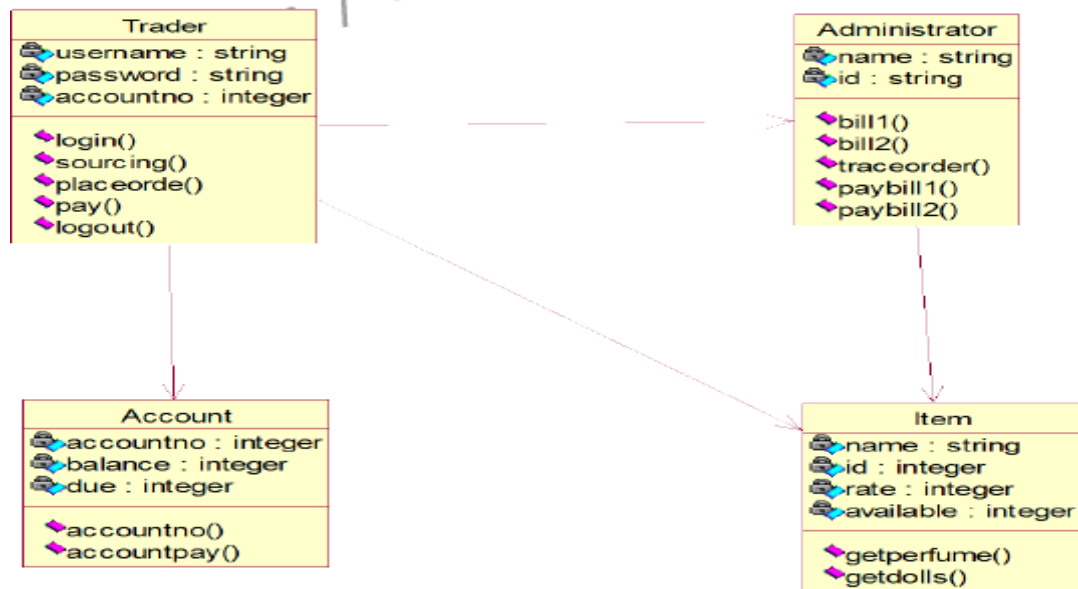 Trader
username : string
password : string
accountno : integer
login()
sourcing()
placeorde()
pay()
logout()
Administrator
name : string
id : string
bill1()
bill2()
traceorder()
paybill1()
paybill2()
Account
accountno : integer
balance : integer
due : integer
accountno()
accountpay()
Item
name : string
id : integer
rate : integer
available : integer
getperfume()
getdolls()